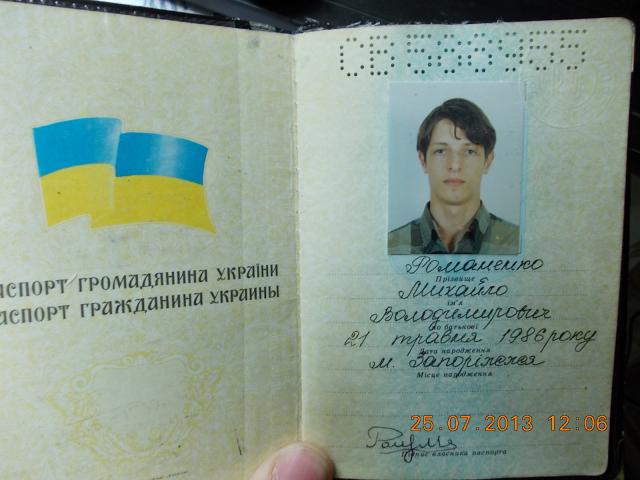 АСПОРТ ГРОМАДЯНИНА УКРАЇНИ
АСПОРТ ГРАЖДАНИНА УКРАИНЫ
СВ 586955
Романенко
Прізвище
Михайло
ім'я
Володимирович
по батькові
21 травня 1986 року
Дата народження
м. Запоріжжя
Місце народження
25.07.2013 12:06
Підпис власника паспорта